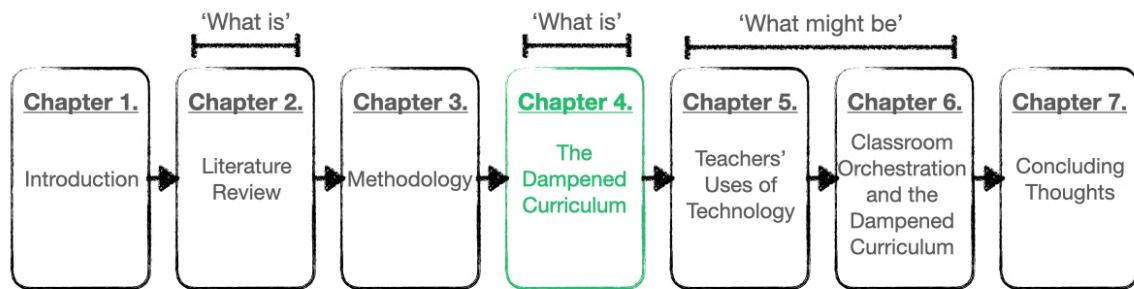 ‘What is’
‘What is’
‘What might be’
Chapter 1.
Introduction
Chapter 2.
Literature
Review
Chapter 3.
Methodology
Chapter 4.
The
Dampened
Curriculum
Chapter 5.
Teachers’
Uses of
Technology
Chapter 6.
Classroom
Orchestration
and the
Dampened
Curriculum
Chapter 7.
Concluding
Thoughts